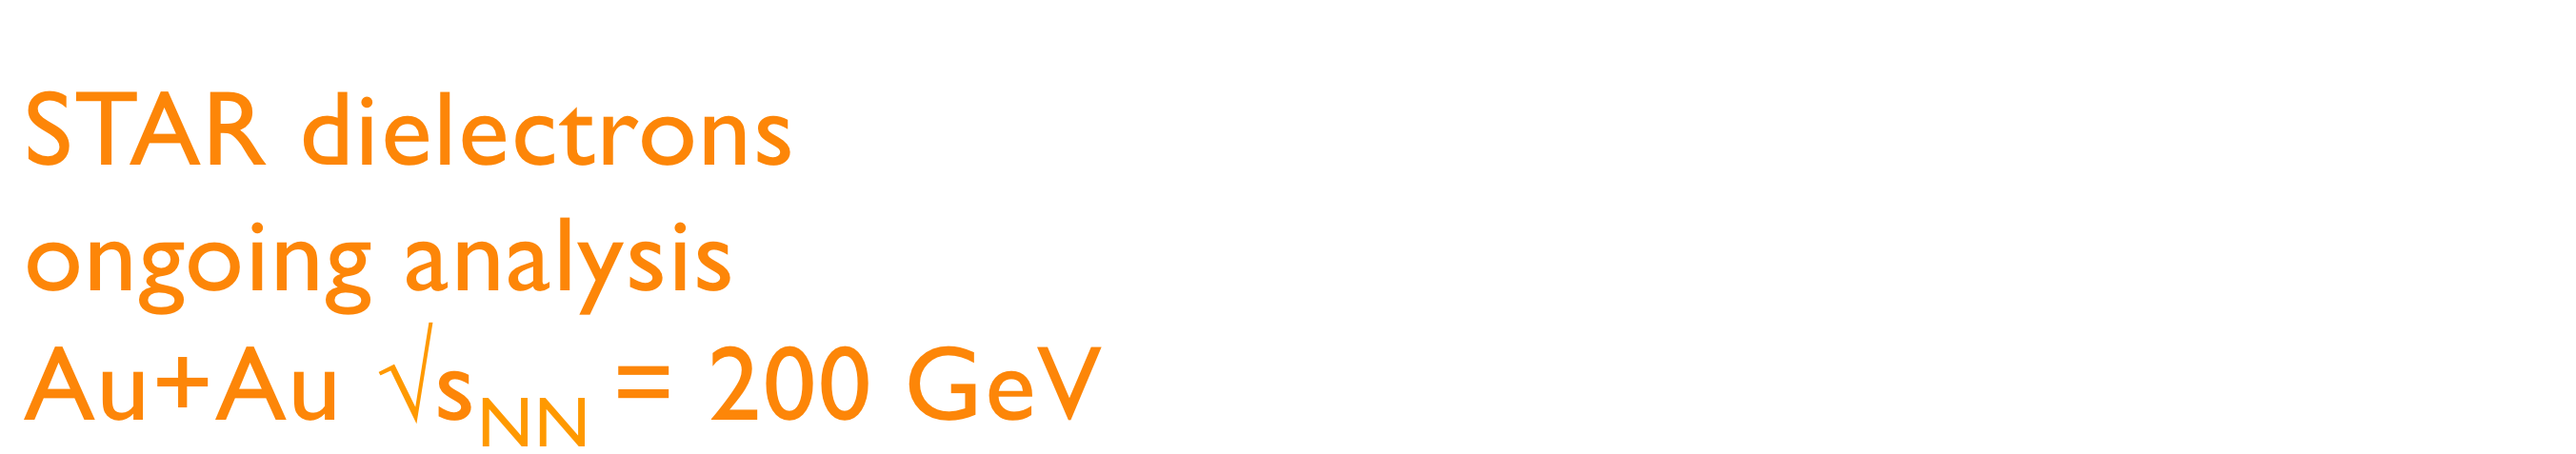 STAR dielectrons
ongoing analysis
Au+Au √sNN = 200 GeV